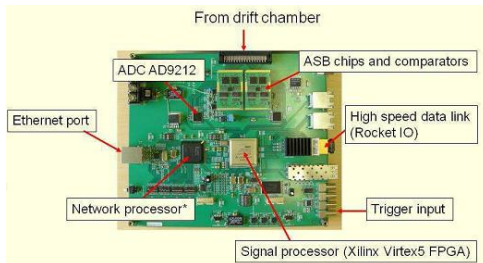 From drift chamber
ADC AD9212
ASB chips and comparators
Ethernet port
High speed data link
(Rocket IO)
Network processor*
Trigger input
Signal processor (Xilinx Virtex5 FPGA)